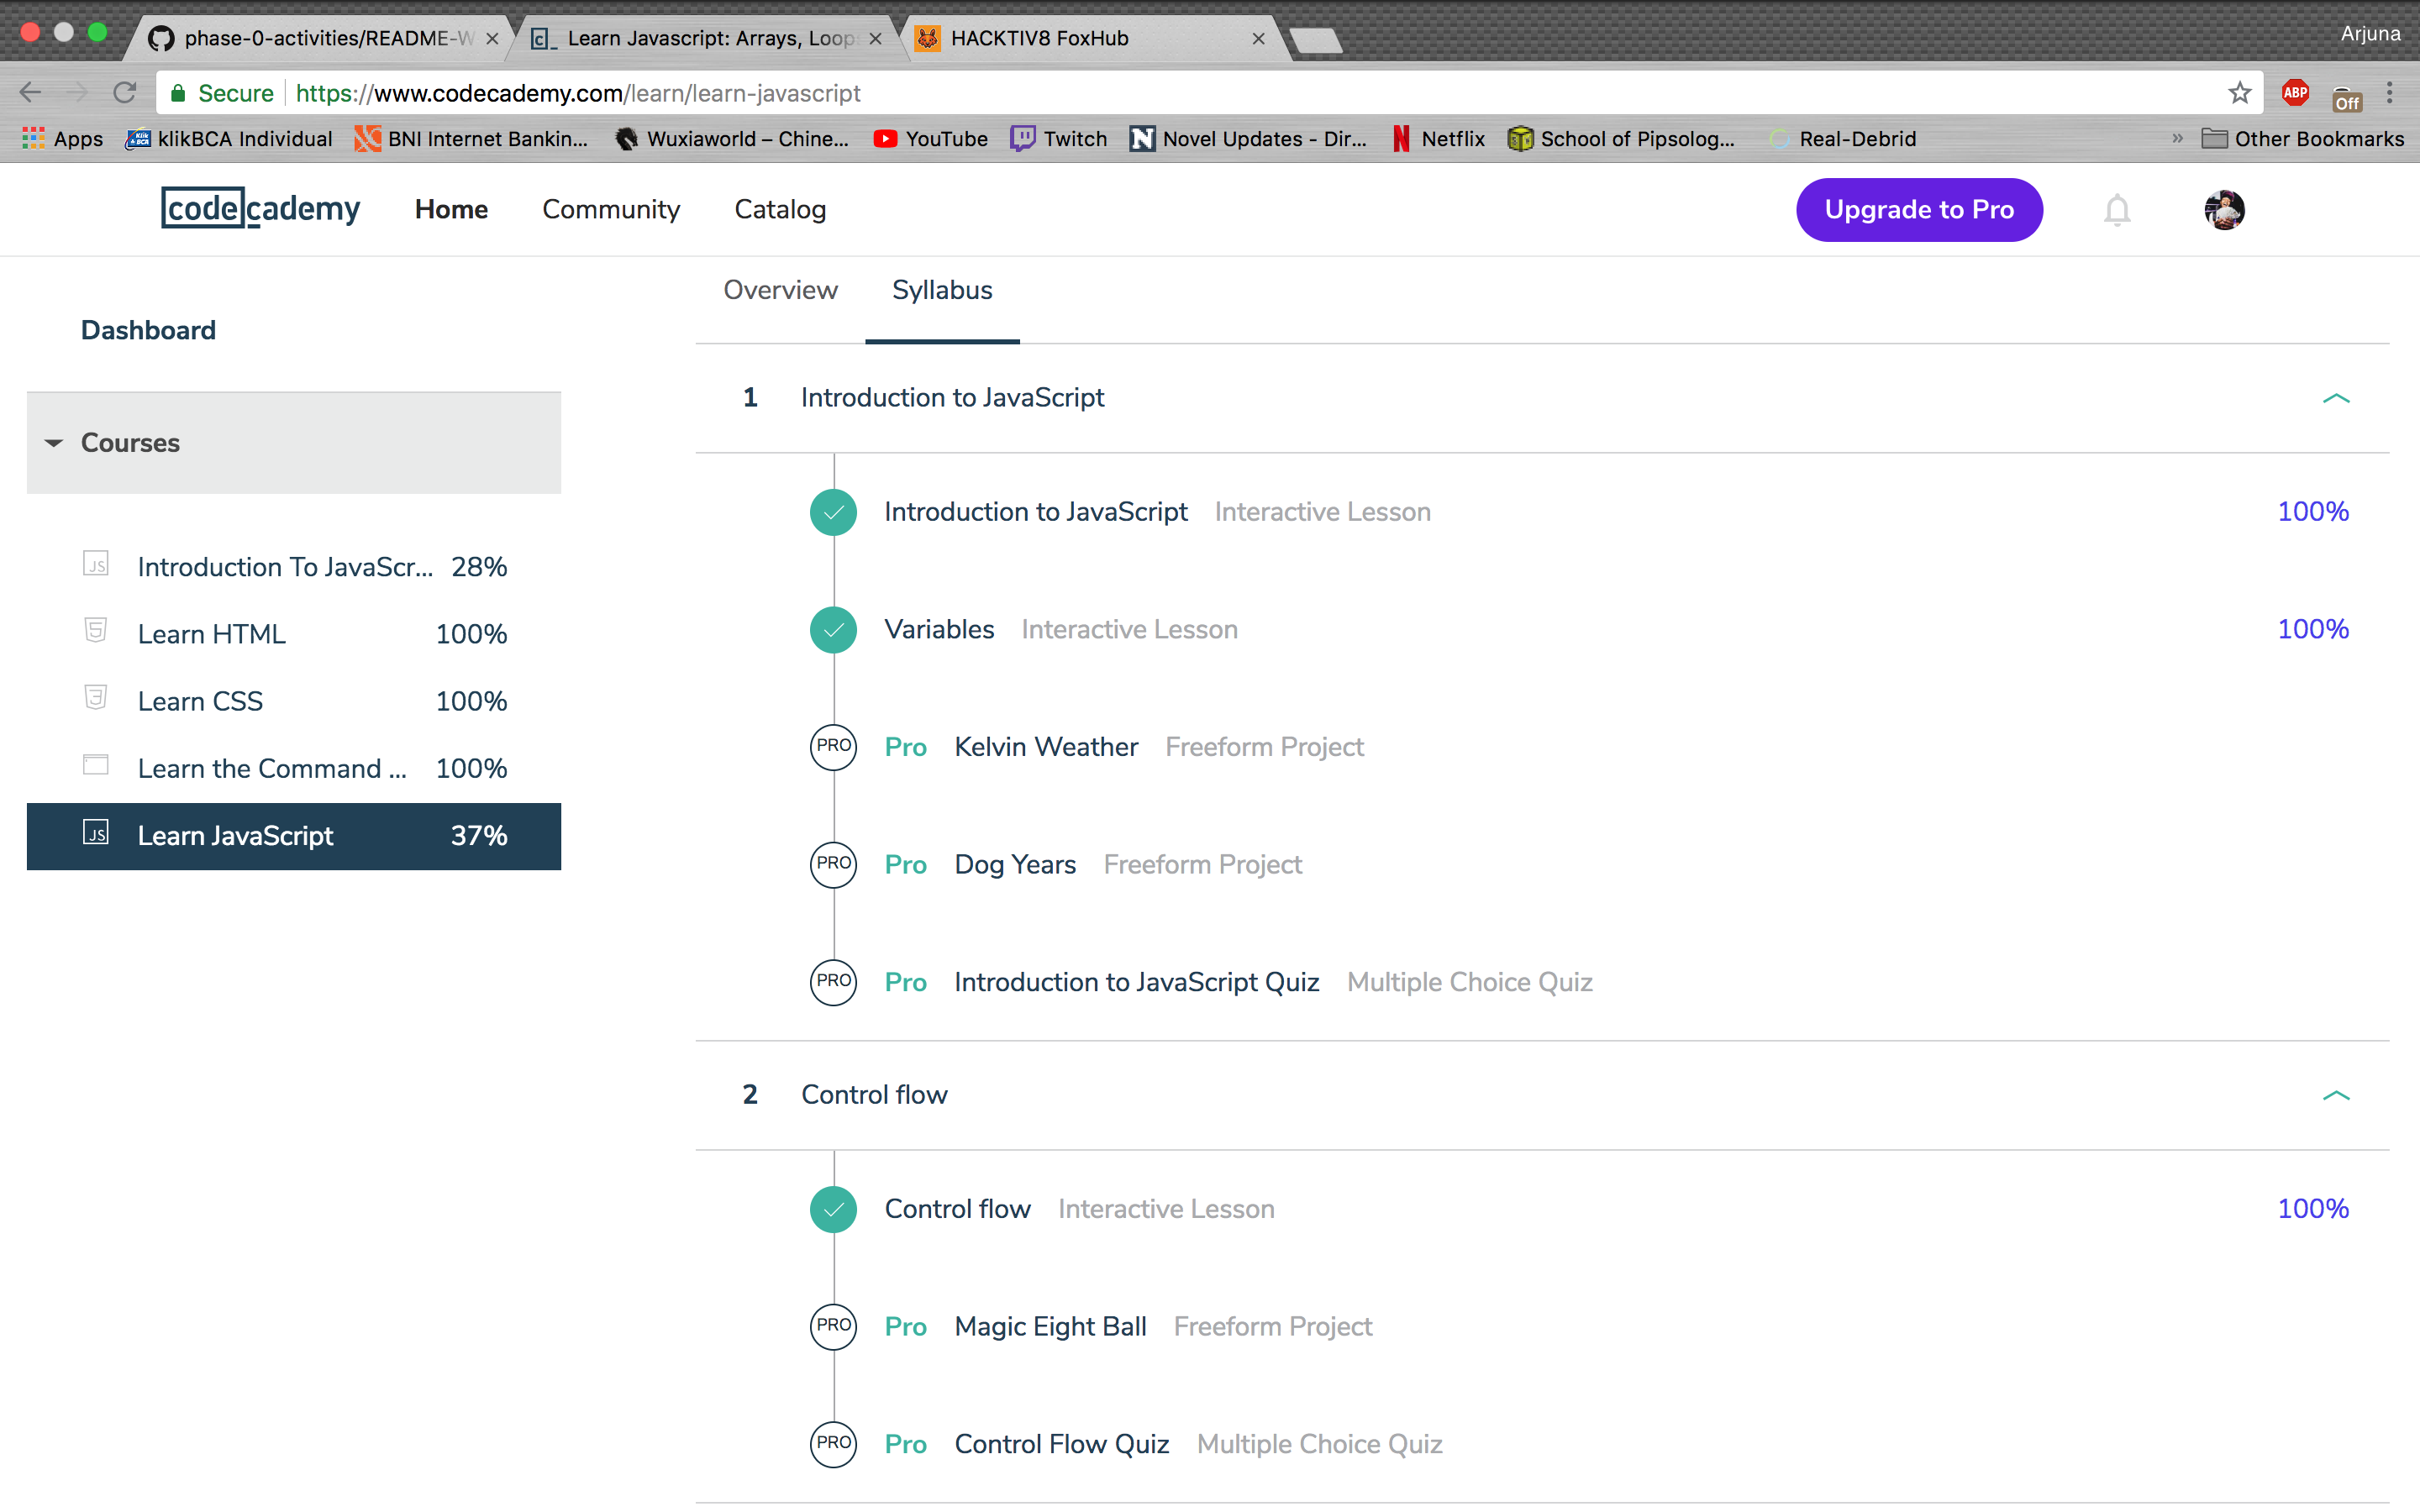 Arjuna
phase-0-activities/README-W
Learn Javascript: Arrays, Loop
HACKTIV8 FoxHub
Secure https://www.codecademy.com/learn/learn-javascript
ABP
Off
Apps klikBCA Individual BNI Internet Bankin... Wuxiaworld – Chine... YouTube Twitch Novel Updates - Dir... Netflix School of Pipsolog... Real-Debrid » Other Bookmarks
codecademy Home Community Catalog Upgrade to Pro
Overview Syllabus
Dashboard
Courses
JS Introduction To JavaScr... 28%
Learn HTML 100%
Learn CSS 100%
Learn the Command ... 100%
JS Learn JavaScript 37%
1 Introduction to JavaScript
Introduction to JavaScript Interactive Lesson 100%
Variables Interactive Lesson 100%
PRO Pro Kelvin Weather Freeform Project
PRO Pro Dog Years Freeform Project
PRO Pro Introduction to JavaScript Quiz Multiple Choice Quiz
2 Control flow
Control flow Interactive Lesson 100%
PRO Pro Magic Eight Ball Freeform Project
PRO Pro Control Flow Quiz Multiple Choice Quiz